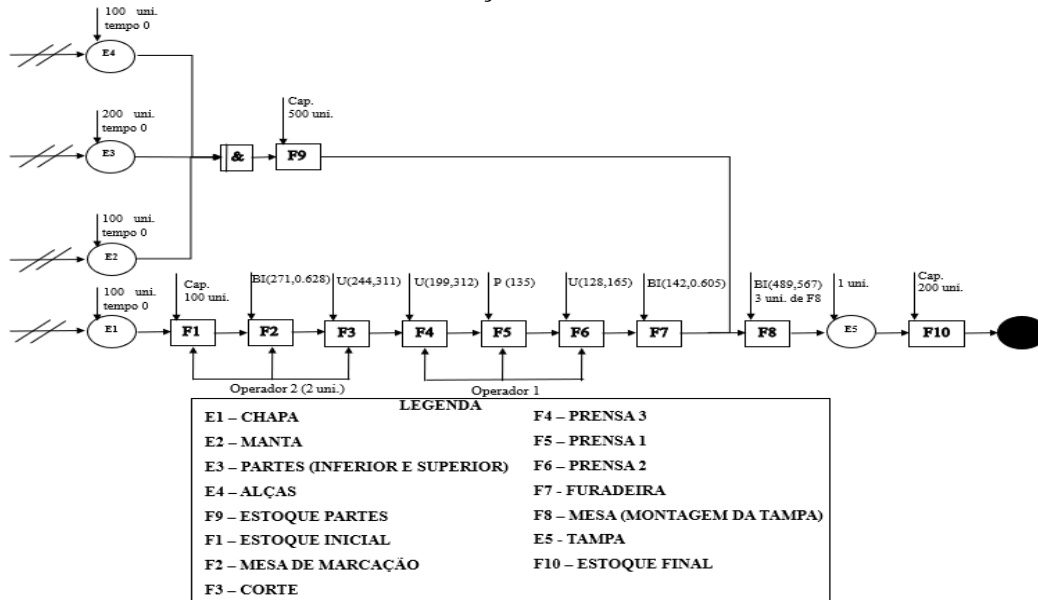 100 uni.
tempo 0
E4
200 uni.
tempo 0
E3
&
Cap.
500 uni.
F9
100 uni.
tempo 0
E2
100 uni.
tempo 0
E1
Cap.
100 uni.
F1
BI(271,0.628)
F2
U(244,311)
F3
U(199,312)
F4
P (135)
F5
U(128,165)
F6
BI(142,0.605)
F7
BI(489,567)
3 uni. de F8
F8
1 uni.
E5
Cap.
200 uni.
F10
Operador 2 (2 uni.)
Operador 1
LEGENDA
E1 – CHAPA
E2 – MANTA
E3 – PARTES (INFERIOR E SUPERIOR)
E4 – ALÇAS
F9 – ESTOQUE PARTES
F1 – ESTOQUE INICIAL
F2 – MESA DE MARCAÇÃO
F3 – CORTE
F4 – PRENSA 3
F5 – PRENSA 1
F6 – PRENSA 2
F7 - FURADEIRA
F8 – MESA (MONTAGEM DA TAMPA)
E5 - TAMPA
F10 – ESTOQUE FINAL